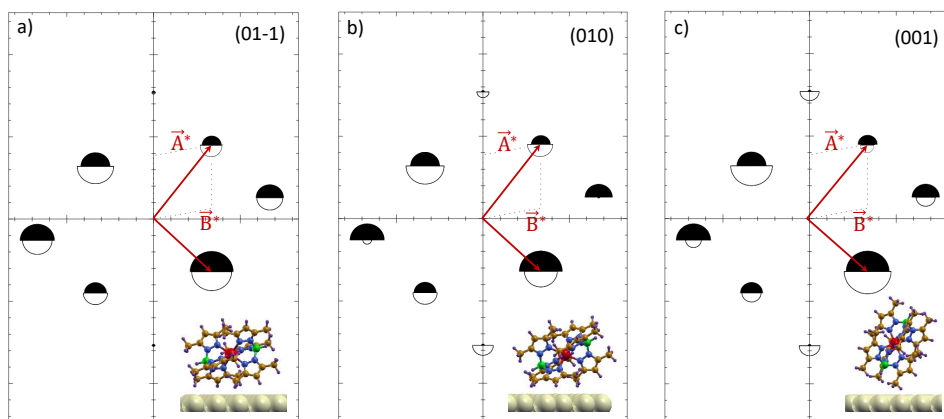 a)
(01-1)
A*
B*
b)
(010)
A*
B*
c)
(001)
A*
B*